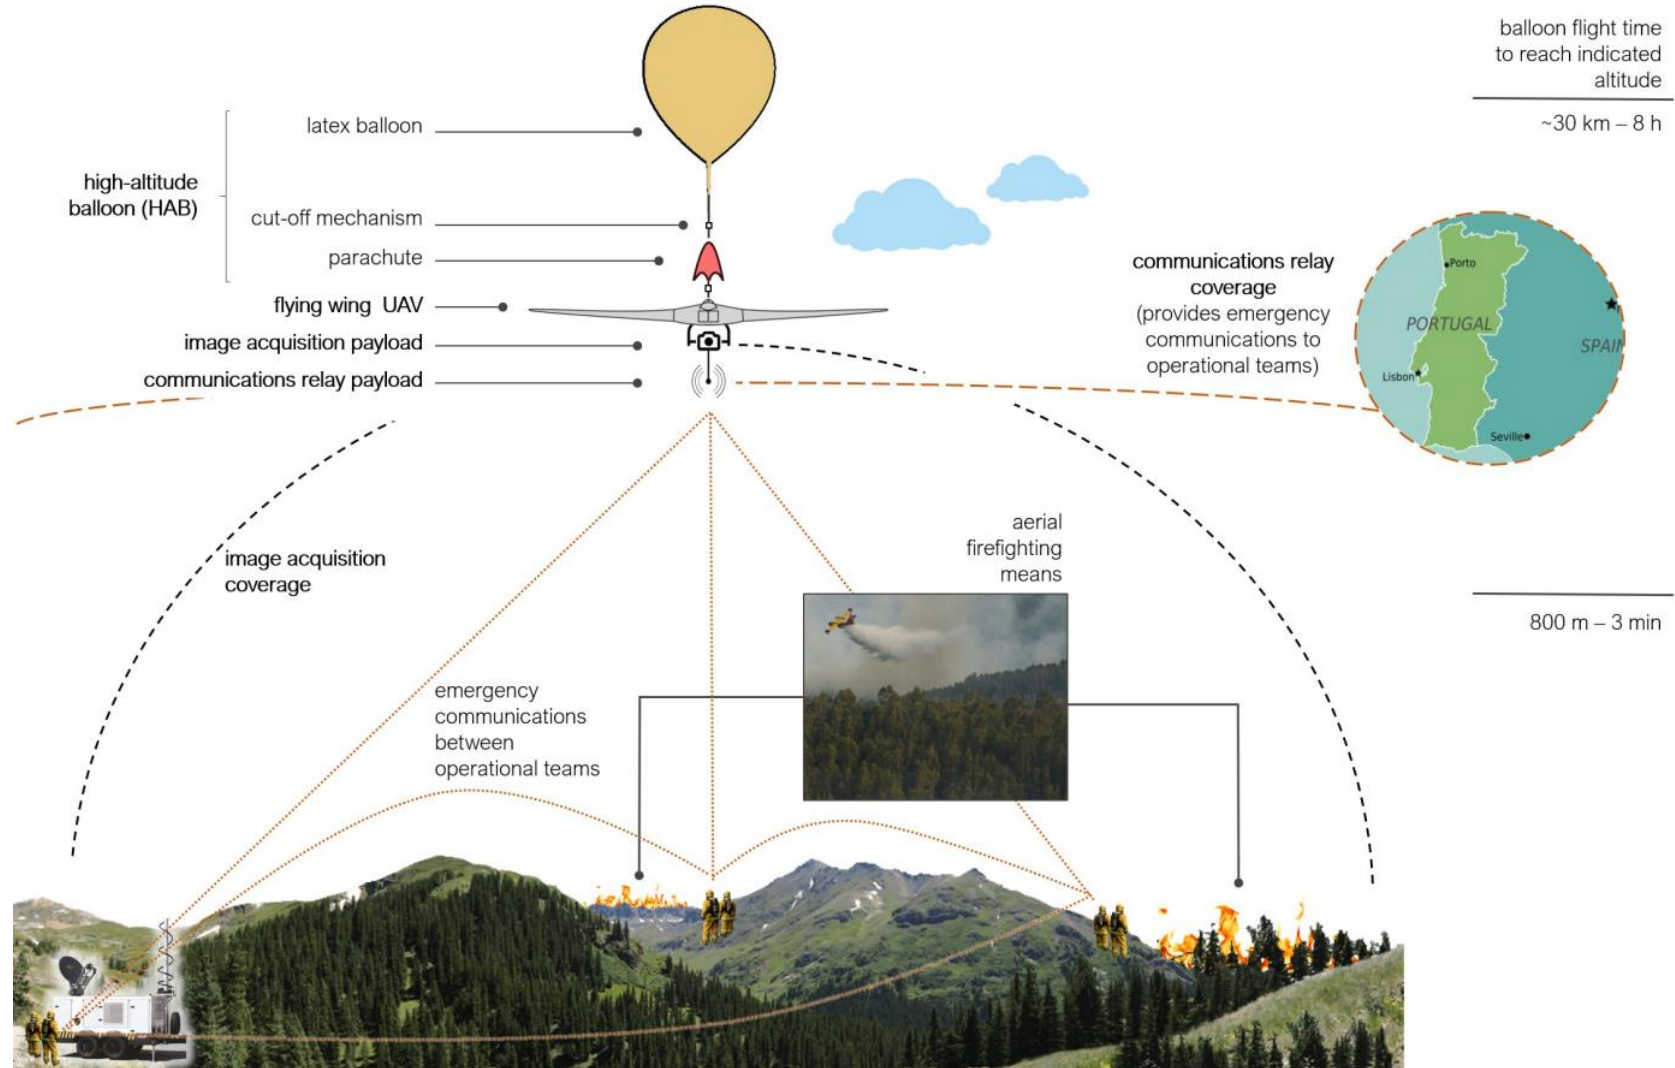 balloon flight time
to reach indicated
altitude
~30 km – 8 h
latex balloon
high-altitude
balloon (HAB)
cut-off mechanism
parachute
flying wing UAV
image acquisition payload
communications relay payload
communications relay
coverage
(provides emergency
communications to
operational teams)
Porto
PORTUGAL
SPAIN
Lisbon
Seville
image acquisition
coverage
aerial
firefighting
means
800 m – 3 min
emergency
communications
between
operational teams